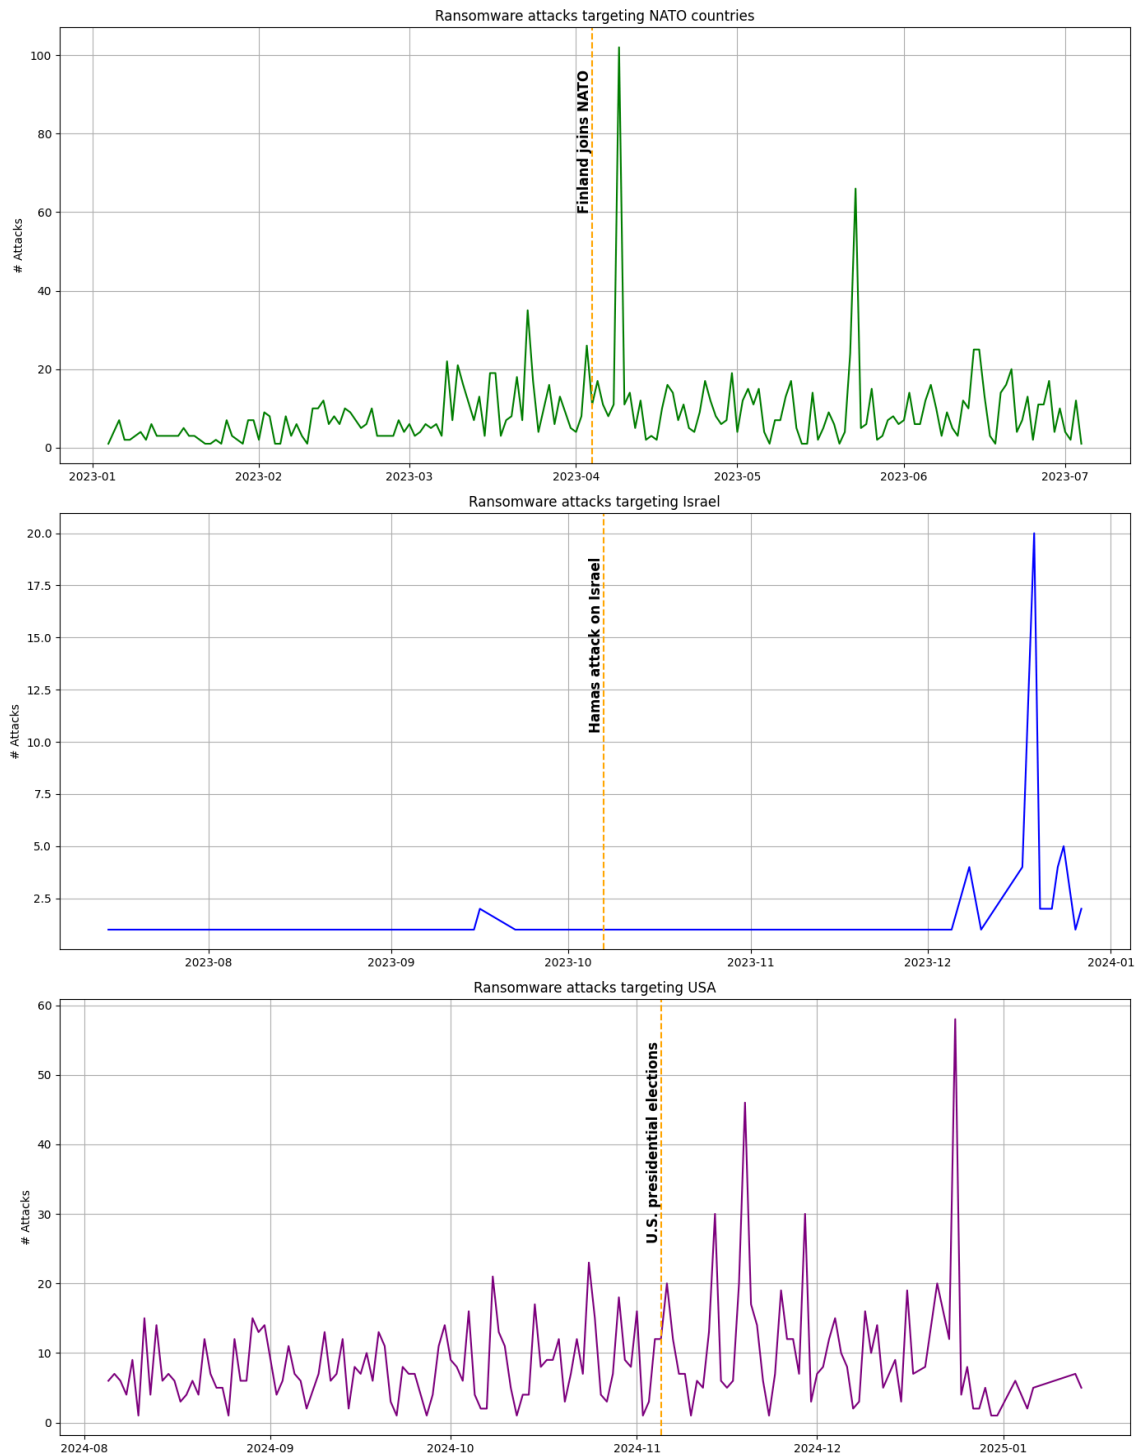 Ransomware attacks targeting NATO countries
100
80
60
40
20
0
# Attacks
Finland joins NATO
2023-01 2023-02 2023-03 2023-04 2023-05 2023-06 2023-07
Ransomware attacks targeting Israel
20.0
17.5
15.0
12.5
10.0
7.5
5.0
2.5
# Attacks
Hamas attack on Israel
2023-08 2023-09 2023-10 2023-11 2023-12 2024-01
Ransomware attacks targeting USA
60
50
40
30
20
10
0
# Attacks
U.S. presidential elections
2024-08 2024-09 2024-10 2024-11 2024-12 2025-01